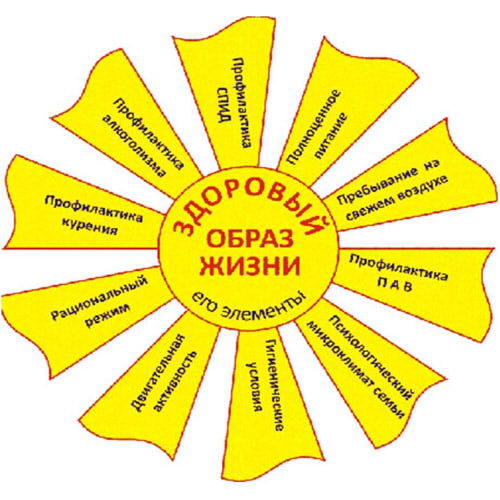 ЗДОРОВЫЙ
ОБРАЗ
ЖИЗНИ
его элементы
Профилактика
СПИД
Полноценное
питание
Пребывание на
свежем воздухе
Профилактика
П А В
Психологический
микроклимат семьи
Гигиенические
условия
Двигательная
активность
Рациональный
режим
Профилактика
курения
Профилактика
алкоголизма